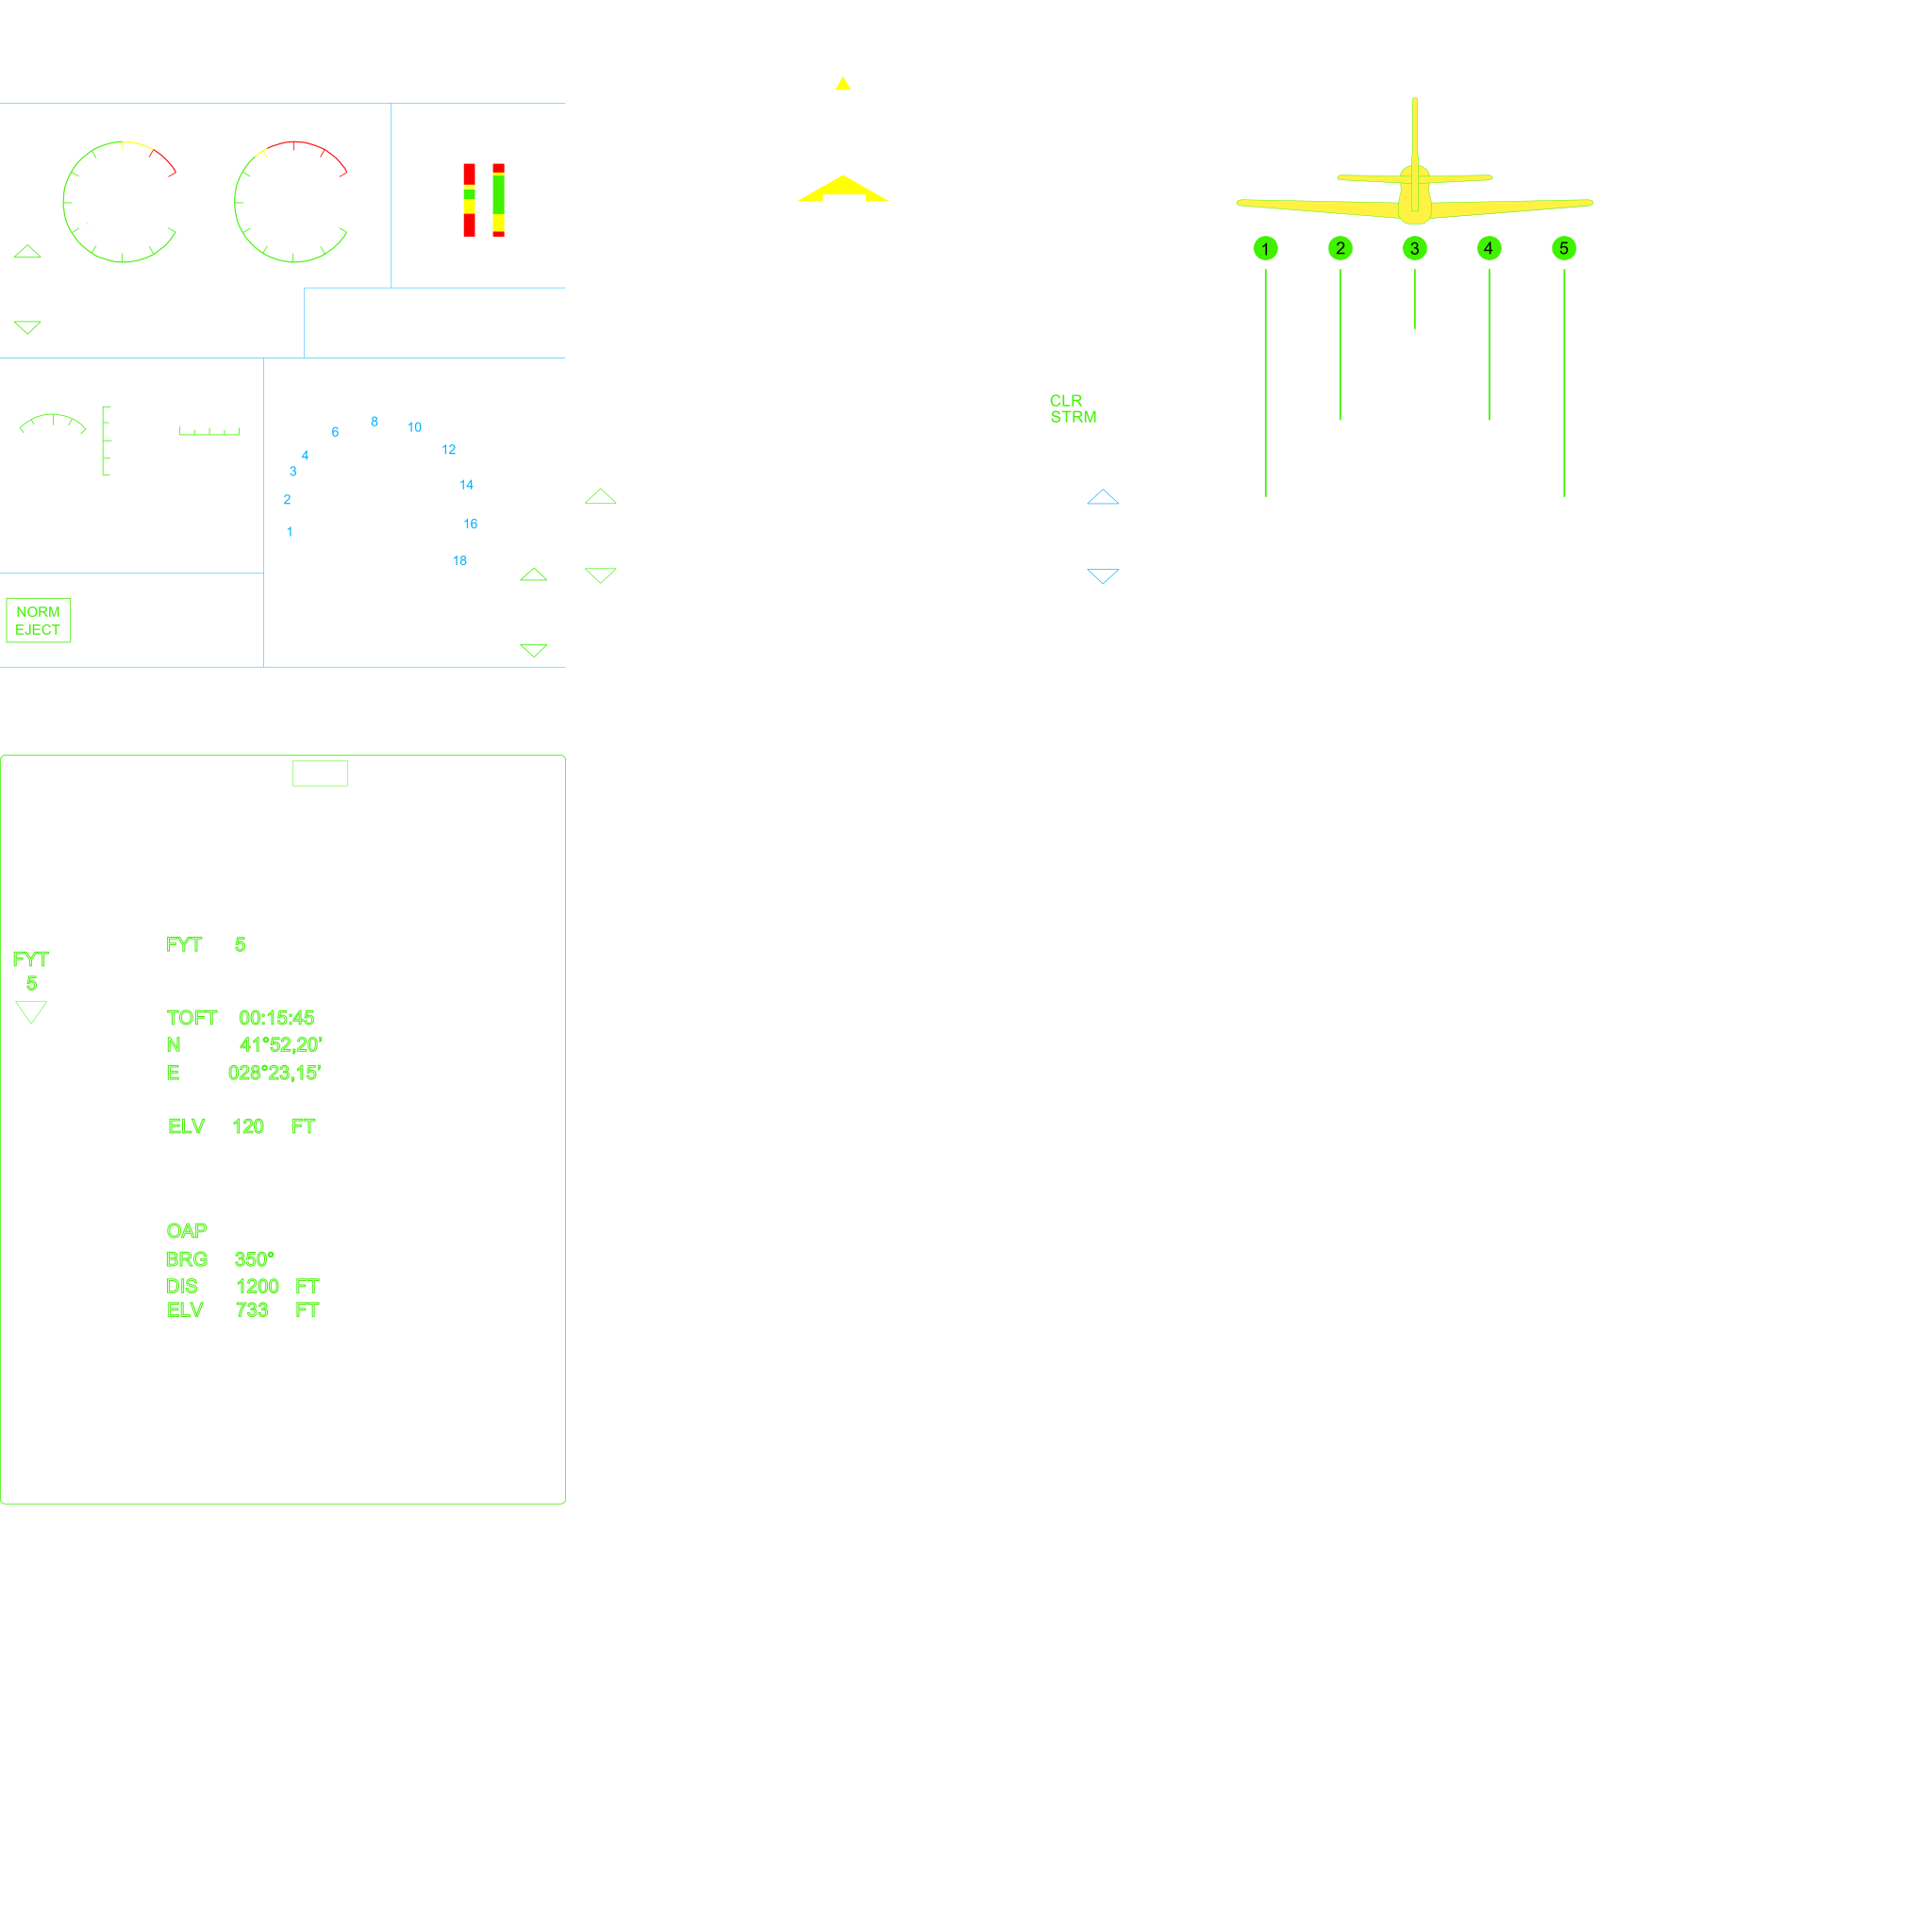 1 2 3 4 5
CLR
STRM
8
10
6
12
4
3
14
2
16
1
18
NORM
EJECT
FYT 5
FYT
5
TOFT 00:15:45
N 41°52,20'
E 028°23,15'
ELV 120 FT
OAP
BRG 350°
DIS 1200 FT
ELV 733 FT